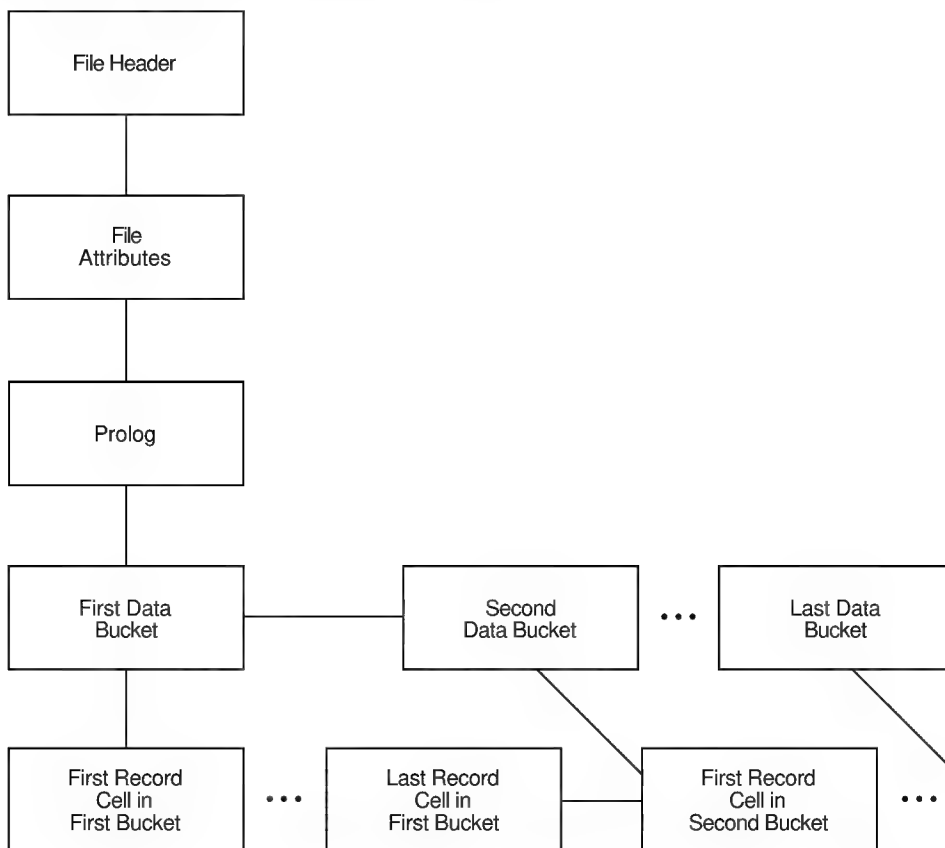 File Header
File
Attributes
Prolog
First Data
Bucket
Second
Data Bucket
•••
Last Data
Bucket
First Record
Cell in
First Bucket
•••
Last Record
Cell in
First Bucket
First Record
Cell in
Second Bucket
•••